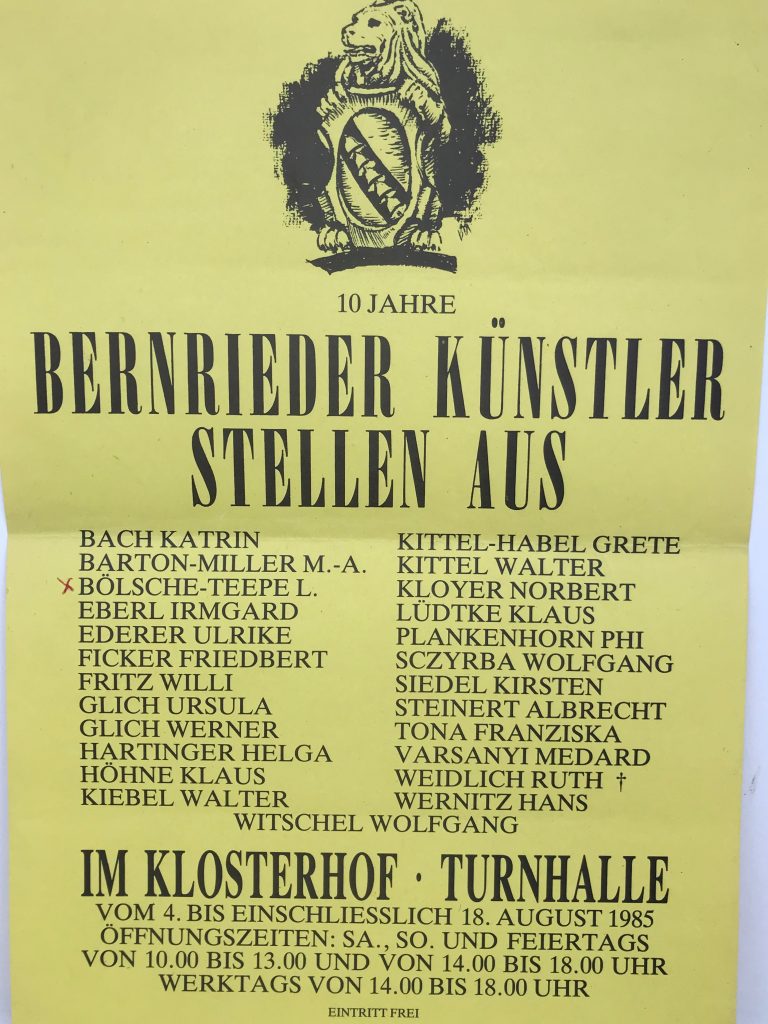 10 JAHRE
BERNRIEDER KÜNSTLER
STELLEN AUS
BACH KATRIN
BARTON-MILLER M.-A.
BÖLSCHE-TEEPE L.
EBERL IRMGARD
EDERER ULRIKE
FICKER FRIEDBERT
FRITZ WILLI
GLICH URSULA
GLICH WERNER
HARTINGER HELGA
HÖHNE KLAUS
KIEBEL WALTER
KITTEL-HABEL GRETE
KITTEL WALTER
KLOYER NORBERT
LÜDTKE KLAUS
PLANKENHORN PHI
SCZYRBA WOLFGANG
SIEDEL KIRSTEN
STEINERT ALBRECHT
TONA FRANZISKA
VARSANYI MEDARD
WEIDLICH RUTH †
WERNITZ HANS
WITSCHEL WOLFGANG
IM KLOSTERHOF · TURNHALLE
VOM 4. BIS EINSCHLIESSLICH 18. AUGUST 1985
ÖFFNUNGSZEITEN: SA., SO. UND FEIERTAGS
VON 10.00 BIS 13.00 UND VON 14.00 BIS 18.00 UHR
WERKTAGS VON 14.00 BIS 18.00 UHR
EINTRITT FREI